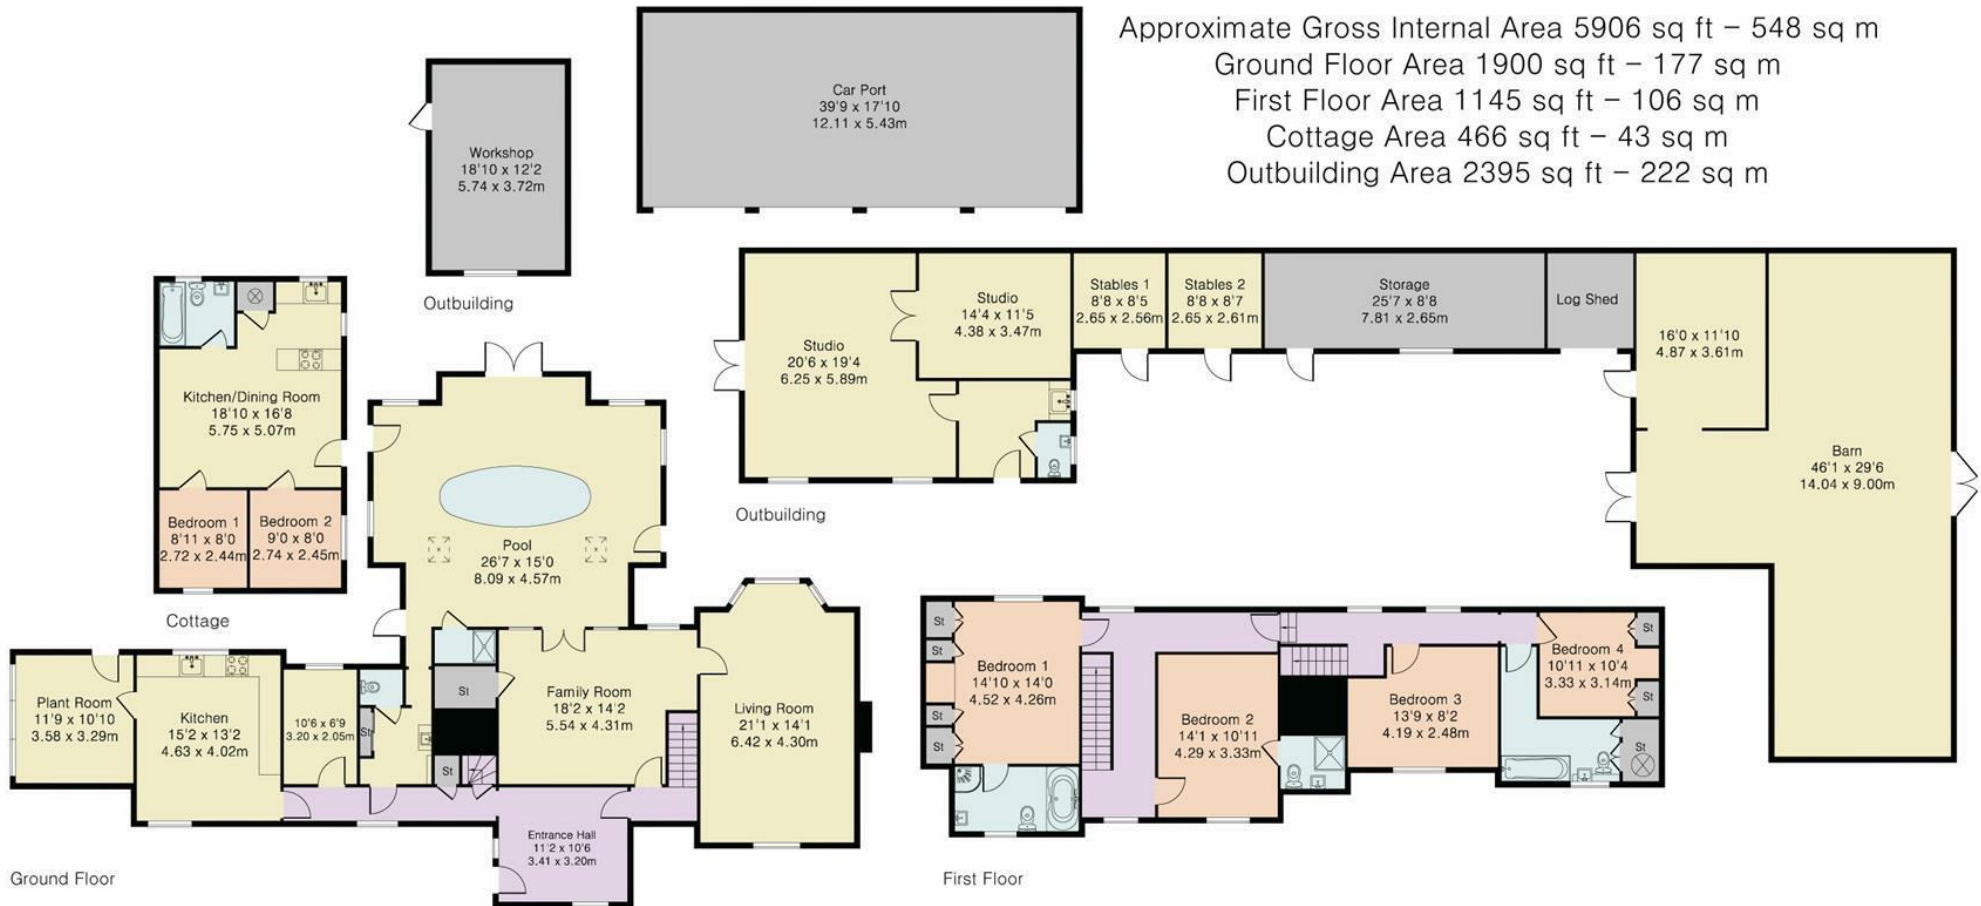 Approximate Gross Internal Area 5906 sq ft – 548 sq m
Ground Floor Area 1900 sq ft – 177 sq m
First Floor Area 1145 sq ft – 106 sq m
Cottage Area 466 sq ft – 43 sq m
Outbuilding Area 2395 sq ft – 222 sq m
Car Port
39'9 x 17'10
12.11 x 5.43m
Workshop
18'10 x 12'2
5.74 x 3.72m
Outbuilding
Kitchen/Dining Room
18'10 x 16'8
5.75 x 5.07m
Bedroom 1
8'11 x 8'0
2.72 x 2.44m
Bedroom 2
9'0 x 8'0
2.74 x 2.45m
Cottage
Studio
20'6 x 19'4
6.25 x 5.89m
Studio
14'4 x 11'5
4.38 x 3.47m
Stables 1
8'8 x 8'5
2.65 x 2.56m
Stables 2
8'8 x 8'7
2.65 x 2.61m
Storage
25'7 x 8'8
7.81 x 2.65m
Log Shed
16'0 x 11'10
4.87 x 3.61m
Barn
46'1 x 29'6
14.04 x 9.00m
Outbuilding
Pool
26'7 x 15'0
8.09 x 4.57m
Plant Room
11'9 x 10'10
3.58 x 3.29m
Kitchen
15'2 x 13'2
4.63 x 4.02m
10'6 x 6'9
3.20 x 2.05m
St
St
St
Family Room
18'2 x 14'2
5.54 x 4.31m
Living Room
21'1 x 14'1
6.42 x 4.30m
Entrance Hall
11'2 x 10'6
3.41 x 3.20m
Ground Floor
St
St
St
St
Bedroom 1
14'10 x 14'0
4.52 x 4.26m
Bedroom 2
14'1 x 10'11
4.29 x 3.33m
Bedroom 3
13'9 x 8'2
4.19 x 2.48m
Bedroom 4
10'11 x 10'4
3.33 x 3.14m
St
St
St
First Floor